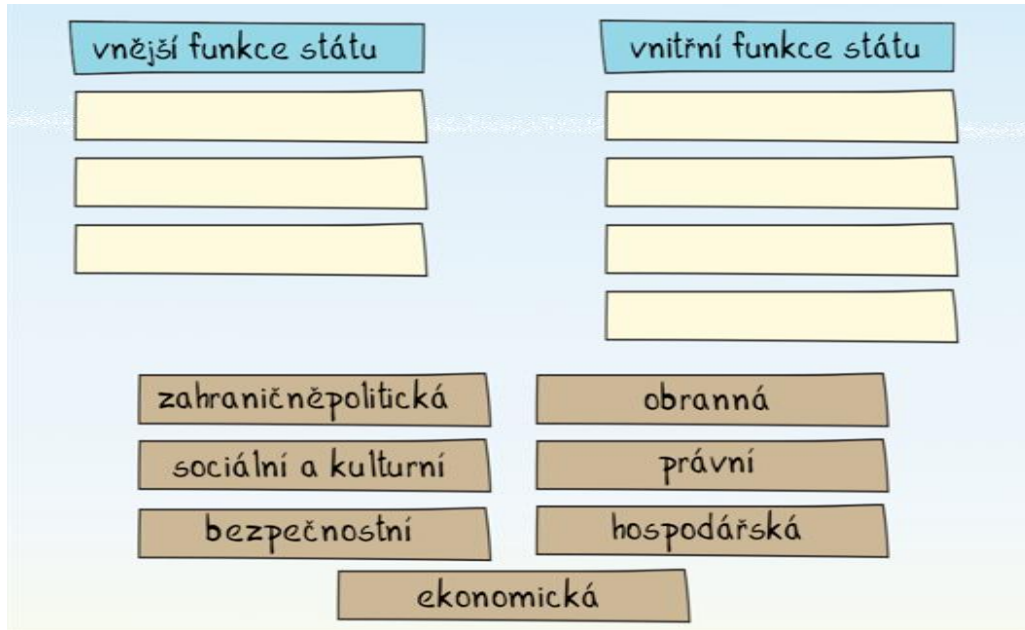 vnější funkce státu
vnitřní funkce státu
zahraničněpolitická
obranná
sociální a kulturní
právní
bezpečnostní
hospodářská
ekonomická